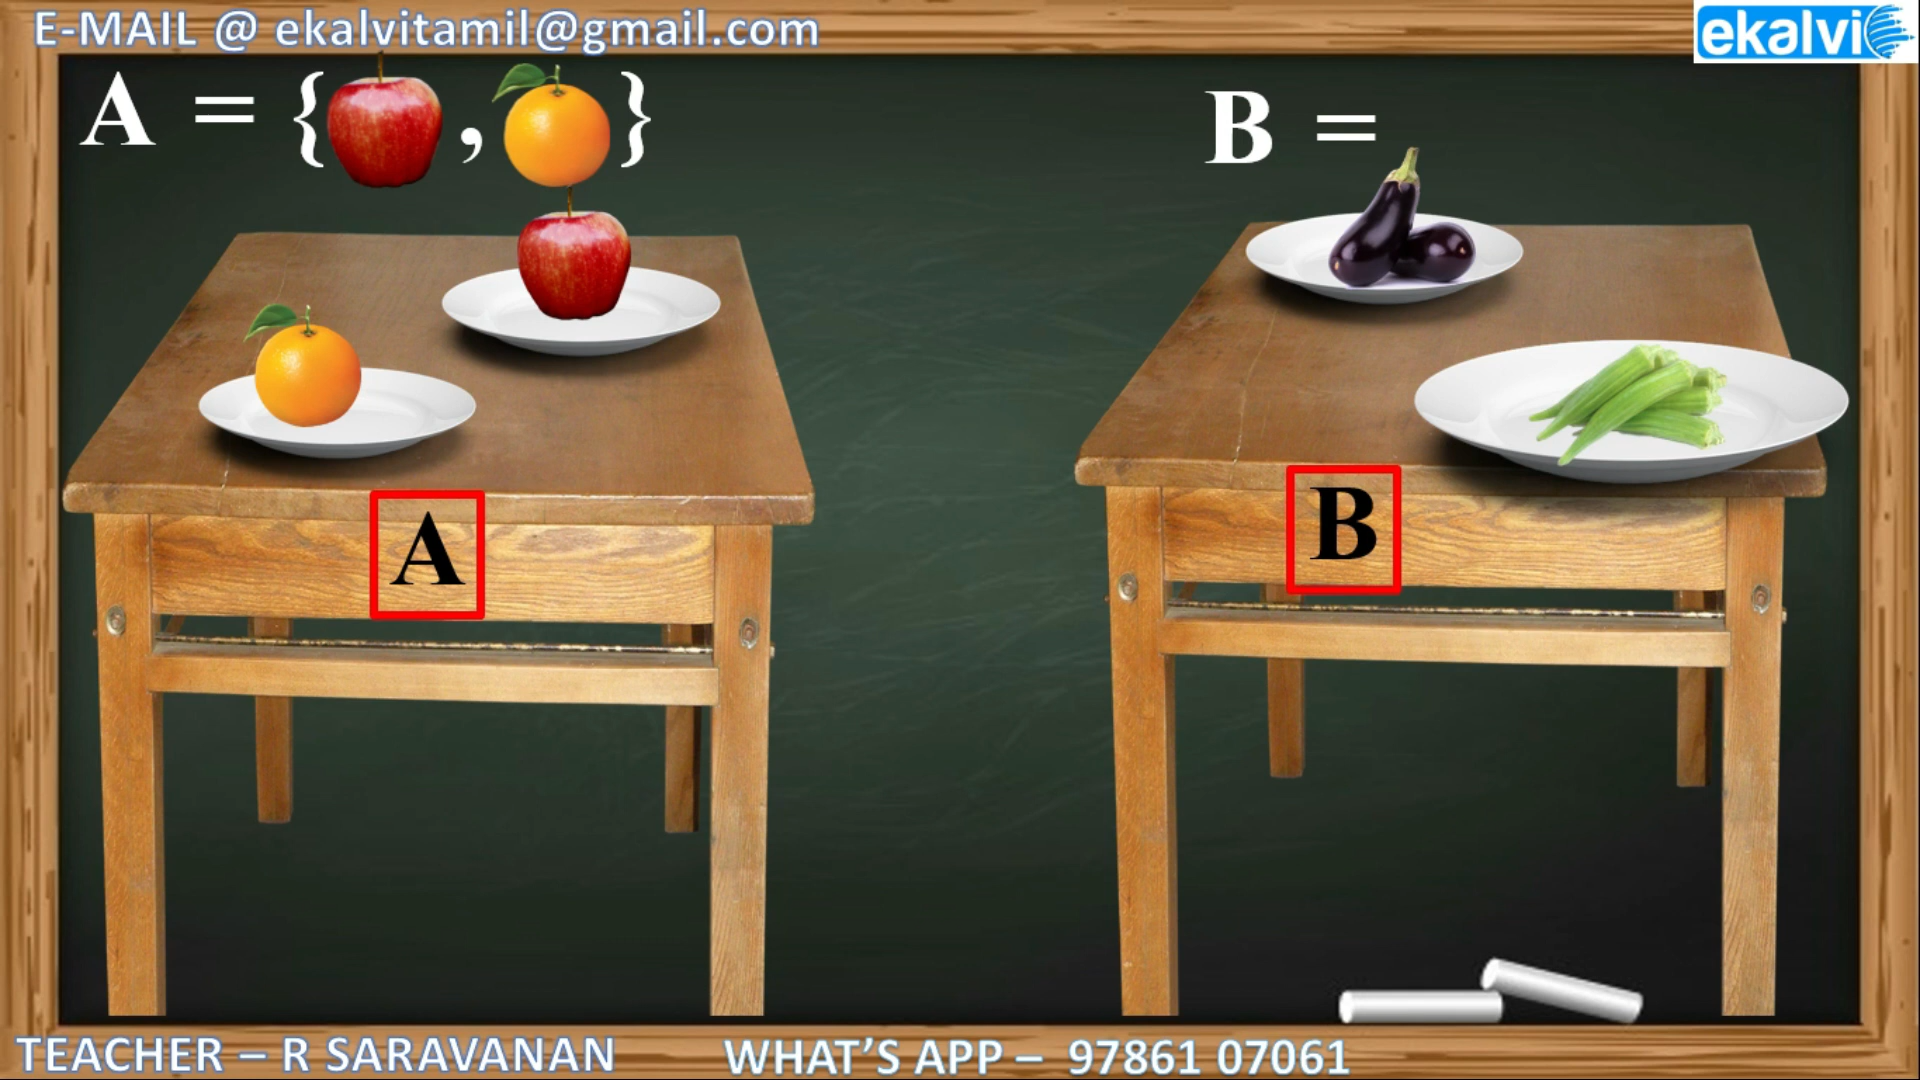 E-MAIL @ ekalvitamil@gmail.com
ekalvi
A = { , }
B =
A
B
TEACHER – R SARAVANAN
WHAT'S APP – 97861 07061